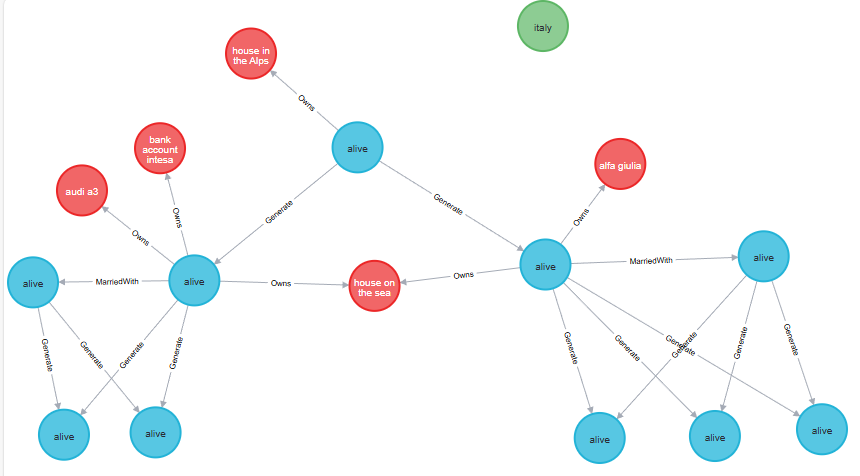 italy
house in
the Alps
Owns
alive
bank
account
intesa
alfa giulia
audi a3
Owns
Owns
Generate
Generate
Owns
alive
MarriedWith
alive
Owns
house on
the sea
Owns
alive
MarriedWith
alive
Generate
Generate
Generate
Generate
Generate
Generate
Generate
Generate
Generate
Generate
alive
alive
alive
alive
alive